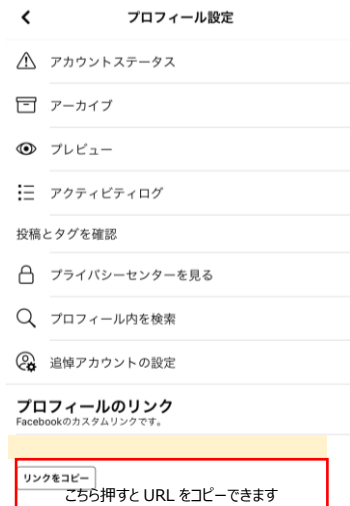 プロフィール設定
アカウントステータス
アーカイブ
プレビュー
アクティビティログ
投稿とタグを確認
プライバシーセンターを見る
プロフィール内を検索
追悼アカウントの設定
プロフィールのリンク
Facebookのカスタムリンクです。
リンクをコピー
こちら押すと URL をコピーできます